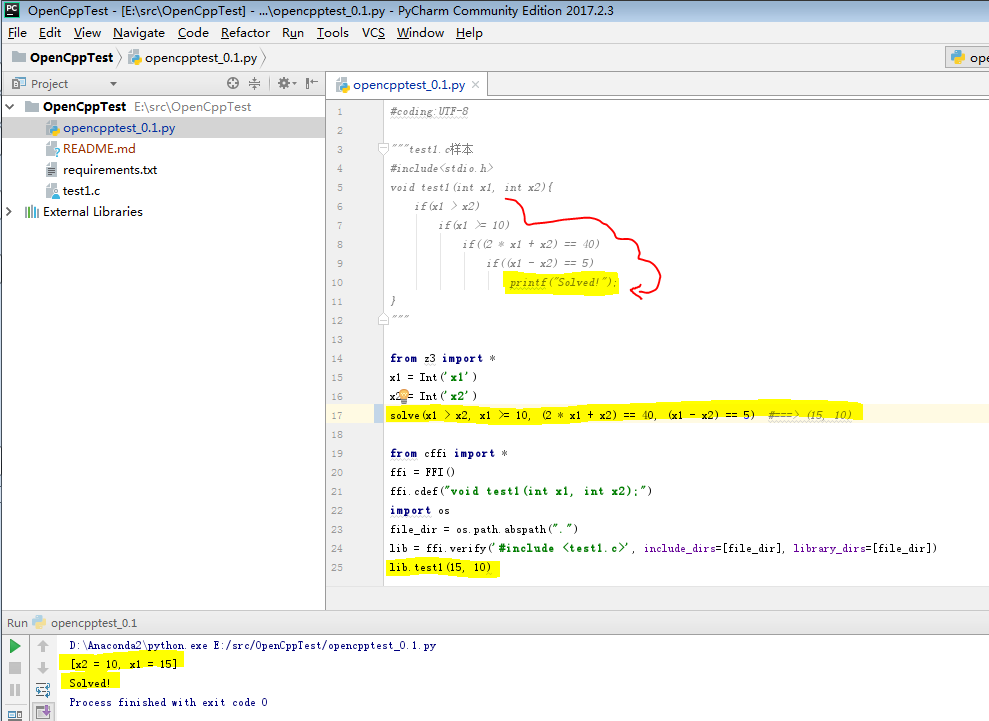 PC OpenCppTest - [E:\src\OpenCppTest] - ...\opencpptest_0.1.py - PyCharm Community Edition 2017.2.3
File Edit View Navigate Code Refactor Run Tools VCS Window Help
OpenCppTest opencpptest_0.1.py ope
Project
OpenCppTest E:\src\OpenCppTest
opencpptest_0.1.py
README.md
requirements.txt
test1.c
External Libraries
opencpptest_0.1.py
1 #coding:UTF-8
2
3 """test1.c样本
4 #include<stdio.h>
5 void test1(int x1, int x2){
6 if(x1 > x2)
7 if(x1 >= 10)
8 if((2 * x1 + x2) == 40)
9 if((x1 - x2) == 5)
10 printf("Solved!");
11 }
12 """
13
14 from z3 import *
15 x1 = Int('x1')
16 x2 = Int('x2')
17 solve(x1 > x2, x1 >= 10, (2 * x1 + x2) == 40, (x1 - x2) == 5) #===> (15, 10)
18
19 from cffi import *
20 ffi = FFI()
21 ffi.cdef("void test1(int x1, int x2);")
22 import os
23 file_dir = os.path.abspath(".")
24 lib = ffi.verify('#include <test1.c>', include_dirs=[file_dir], library_dirs=[file_dir])
25 lib.test1(15, 10)
Run opencpptest_0.1
D:\Anaconda2\python.exe E:/src/OpenCppTest/opencpptest_0.1.py
[x2 = 10, x1 = 15]
Solved!
Process finished with exit code 0